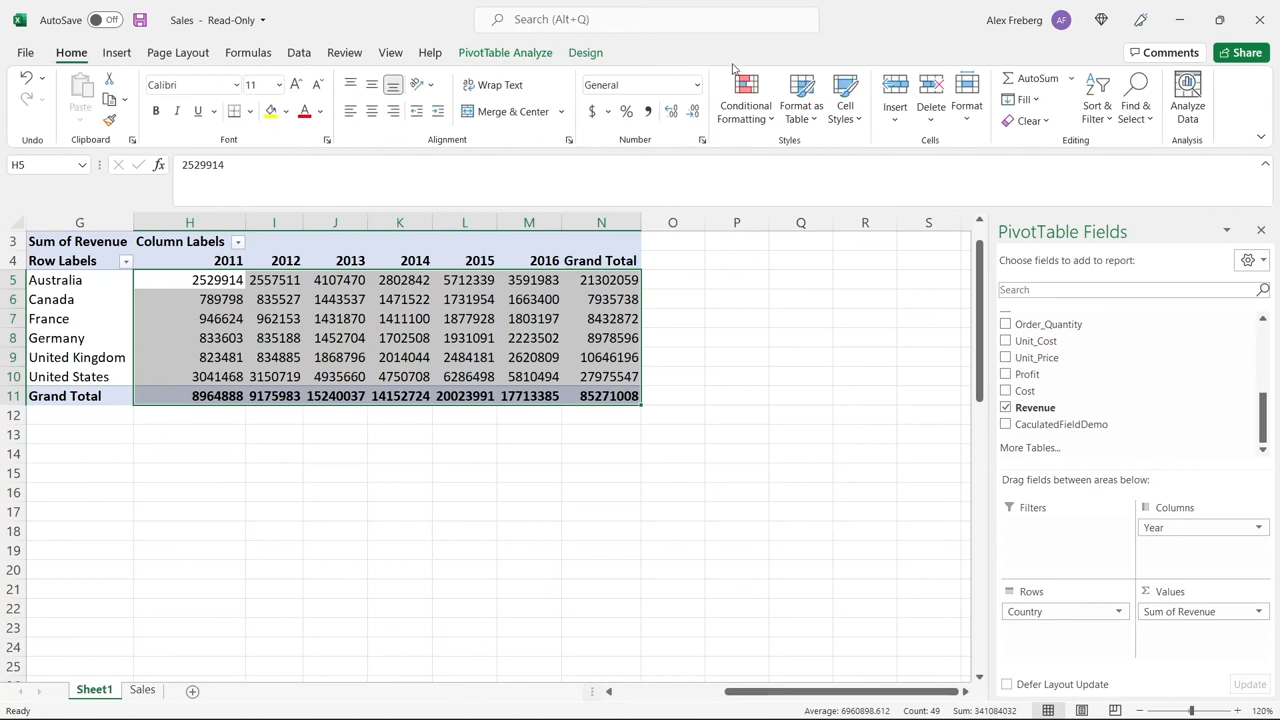 AutoSave Off Sales - Read-Only Search (Alt+Q) Alex Freberg AF
File Home Insert Page Layout Formulas Data Review View Help PivotTable Analyze Design Comments Share
Calibri 11 Wrap Text General AutoSum
Paste Merge & Center Conditional Formatting Format as Table Cell Styles Insert Delete Format Fill Sort & Filter Find & Select Analyze Data
Clear
Undo Clipboard Font Alignment Number Styles Cells Editing Analysis
H5 fx 2529914
G H I J K L M N O P Q R S
3 Sum of Revenue Column Labels
4 Row Labels 2011 2012 2013 2014 2015 2016 Grand Total
5 Australia 2529914 2557511 4107470 2802842 5712339 3591983 21302059
6 Canada 789798 835527 1443537 1471522 1731954 1663400 7935738
7 France 946624 962153 1431870 1411100 1877928 1803197 8432872
8 Germany 833603 835188 1452704 1702508 1931091 2223502 8978596
9 United Kingdom 823481 834885 1868796 2014044 2484181 2620809 10646196
10 United States 3041468 3150719 4935660 4750708 6286498 5810494 27975547
11 Grand Total 8964888 9175983 15240037 14152724 20023991 17713385 85271008
12
13
14
15
16
17
18
19
20
21
22
23
24
25
PivotTable Fields
Choose fields to add to report:
Search
Order_Quantity
Unit_Cost
Unit_Price
Profit
Cost
Revenue
CaculatedFieldDemo
More Tables...
Drag fields between areas below:
Filters Columns
Year
Rows Values
Country Sum of Revenue
Defer Layout Update Update
Sheet1 Sales
Ready Average: 6960898.612 Count: 49 Sum: 341084032 120%